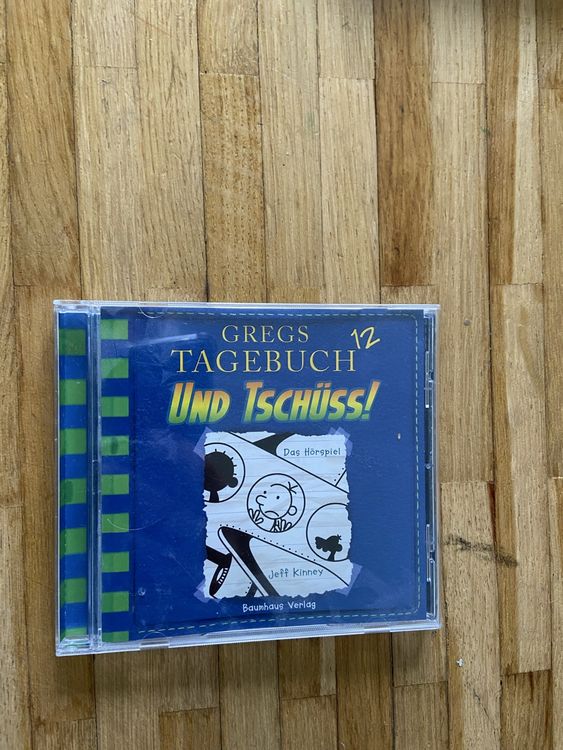 GREGS
TAGEBUCH 12
UND TSCHÜSS!
Das Hörspiel
Jeff Kinney
Baumhaus Verlag